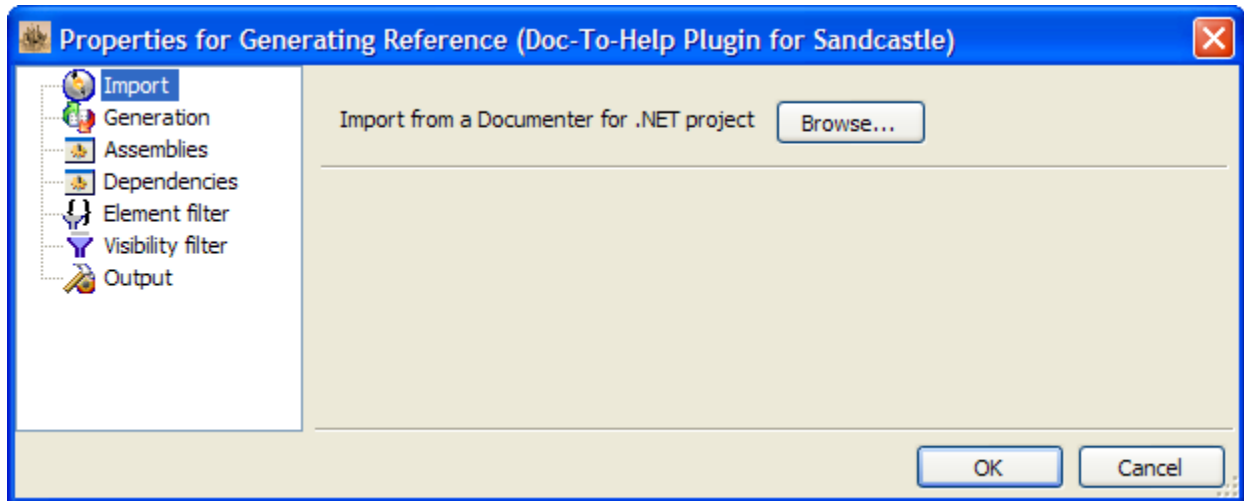 Properties for Generating Reference (Doc-To-Help Plugin for Sandcastle)
Import
Generation
Assemblies
Dependencies
Element filter
Visibility filter
Output
Import from a Documenter for .NET project
Browse...
OK
Cancel